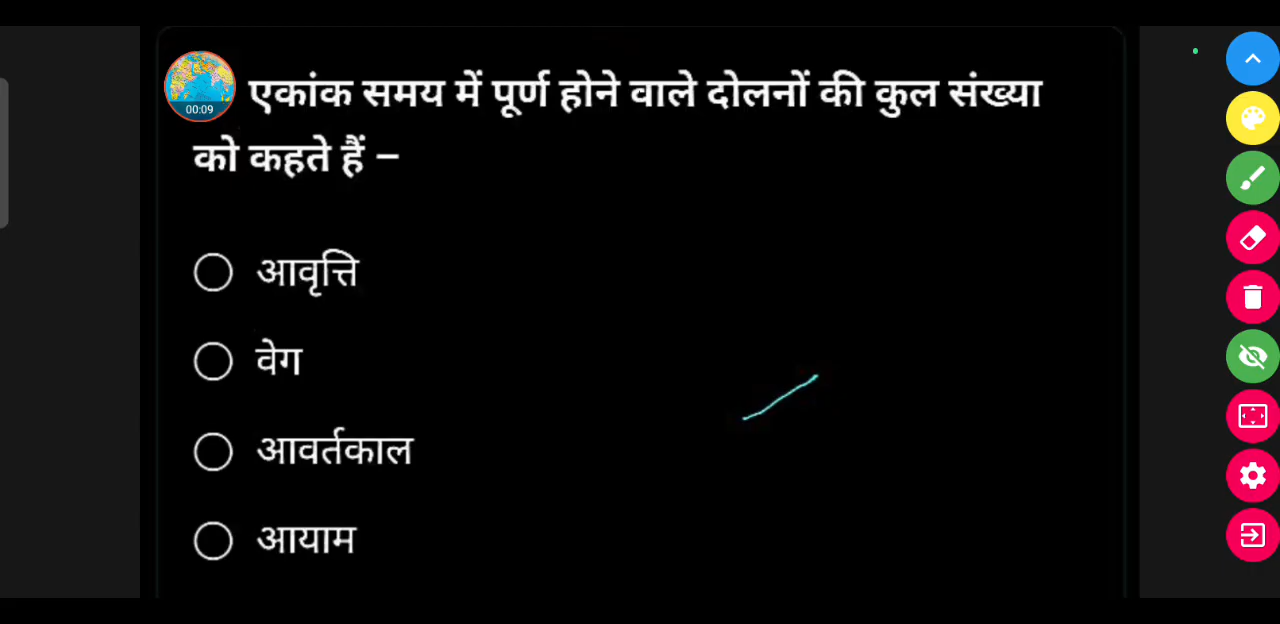 एकांक समय में पूर्ण होने वाले दोलनों की कुल संख्या
को कहते हैं –
00:09
आवृत्ति
वेग
आवर्तकाल
आयाम